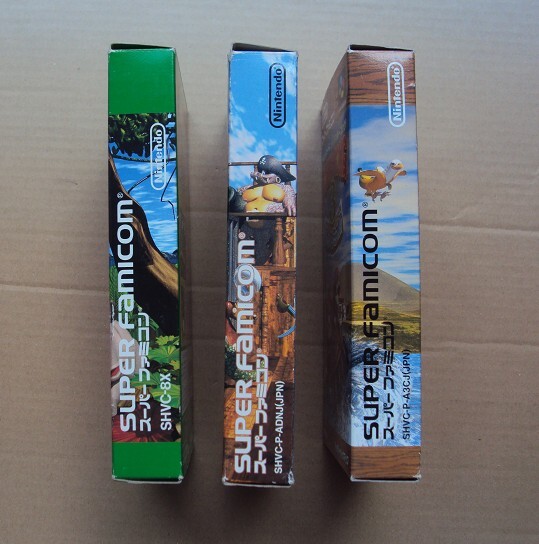 Nintendo
SUPER FAMICOM
スーパーファミコン
SHVC-8X
Nintendo
SUPER FAMICOM
スーパーファミコン
SHVC-P-ADNJ(JPN)
Nintendo
SUPER FAMICOM
スーパーファミコン
SHVC-P-A3CJ(JPN)